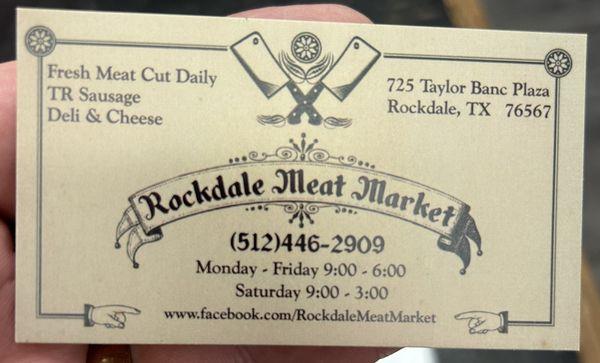 Fresh Meat Cut Daily
TR Sausage
Deli & Cheese
725 Taylor Banc Plaza
Rockdale, TX 76567
Rockdale Meat Market
(512)446-2909
Monday - Friday 9:00 - 6:00
Saturday 9:00 - 3:00
www.facebook.com/RockdaleMeatMarket